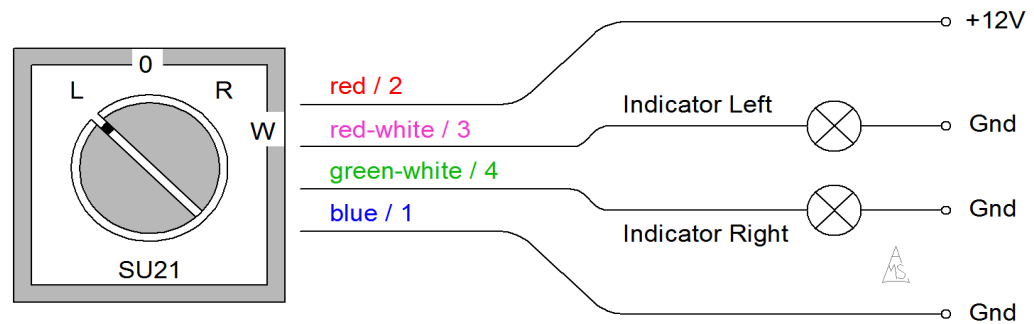 0
L
R
W
SU21
red / 2
red-white / 3
green-white / 4
blue / 1
+12V
Indicator Left
Gnd
Gnd
Indicator Right
A
MS
Gnd